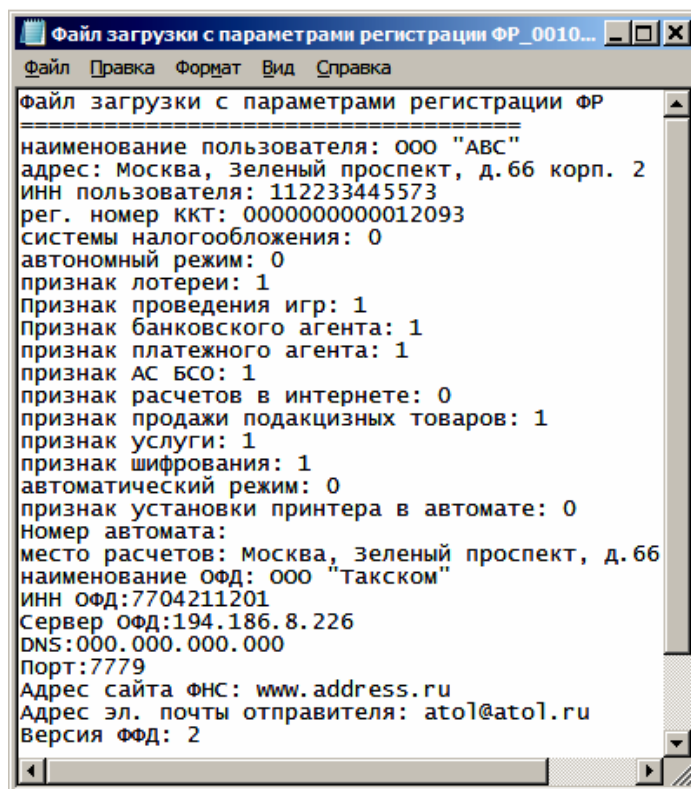 Файл загрузки с параметрами регистрации ФР_0010...
Файл Правка Формат Вид Справка
Файл загрузки с параметрами регистрации ФР
====================================
наименование пользователя: ООО "АВС"
адрес: Москва, Зеленый проспект, д.66 корп. 2
ИНН пользователя: 112233445573
рег. номер ККТ: 0000000000012093
системы налогообложения: 0
автономный режим: 0
признак лотереи: 1
Признак проведения игр: 1
Признак банковского агента: 1
признак платежного агента: 1
признак АС БСО: 1
признак расчетов в интернете: 0
признак продажи подакцизных товаров: 1
признак услуги: 1
признак шифрования: 1
автоматический режим: 0
признак установки принтера в автомате: 0
Номер автомата:
место расчетов: Москва, Зеленый проспект, д.66
наименование ОФД: ООО "Такском"
ИНН ОФД:7704211201
Сервер ОФД:194.186.8.226
DNS:000.000.000.000
Порт:7779
Адрес сайта ФНС: www.address.ru
Адрес эл. почты отправителя: atol@atol.ru
Версия ФФД: 2